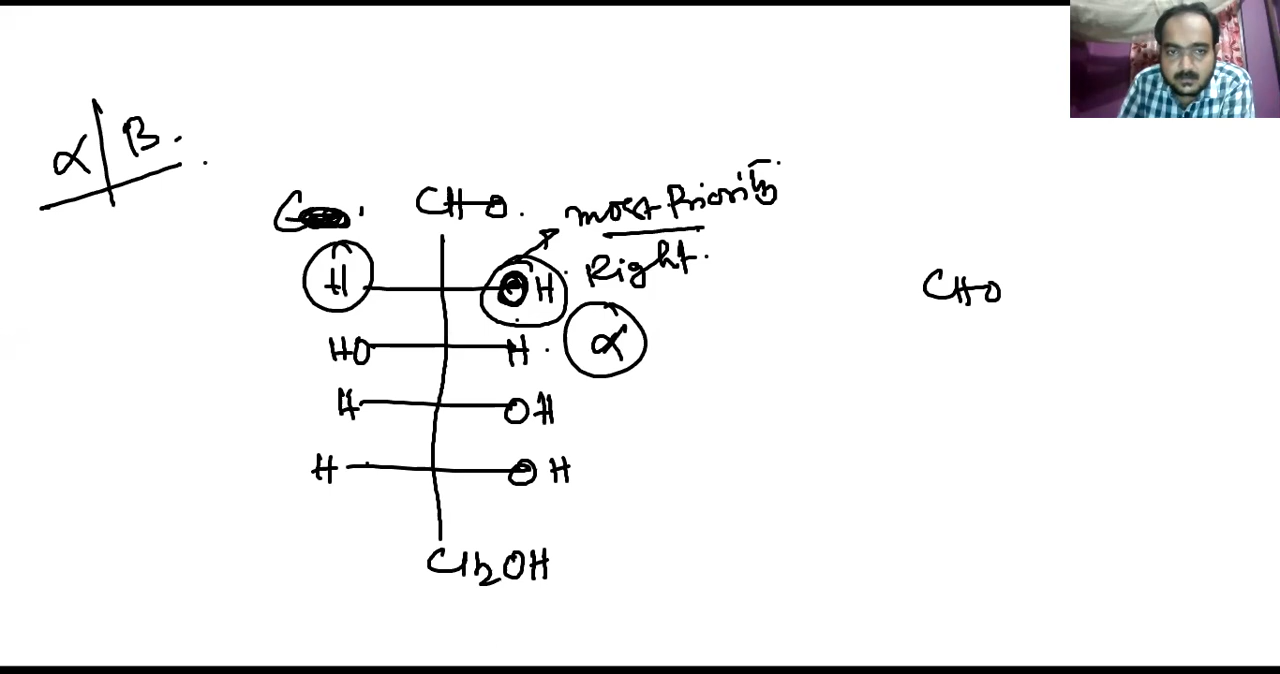 α | β.
CHO.
most Priority
H OH. Right.
HO H. α
H OH
H OH
CH2OH
CHO